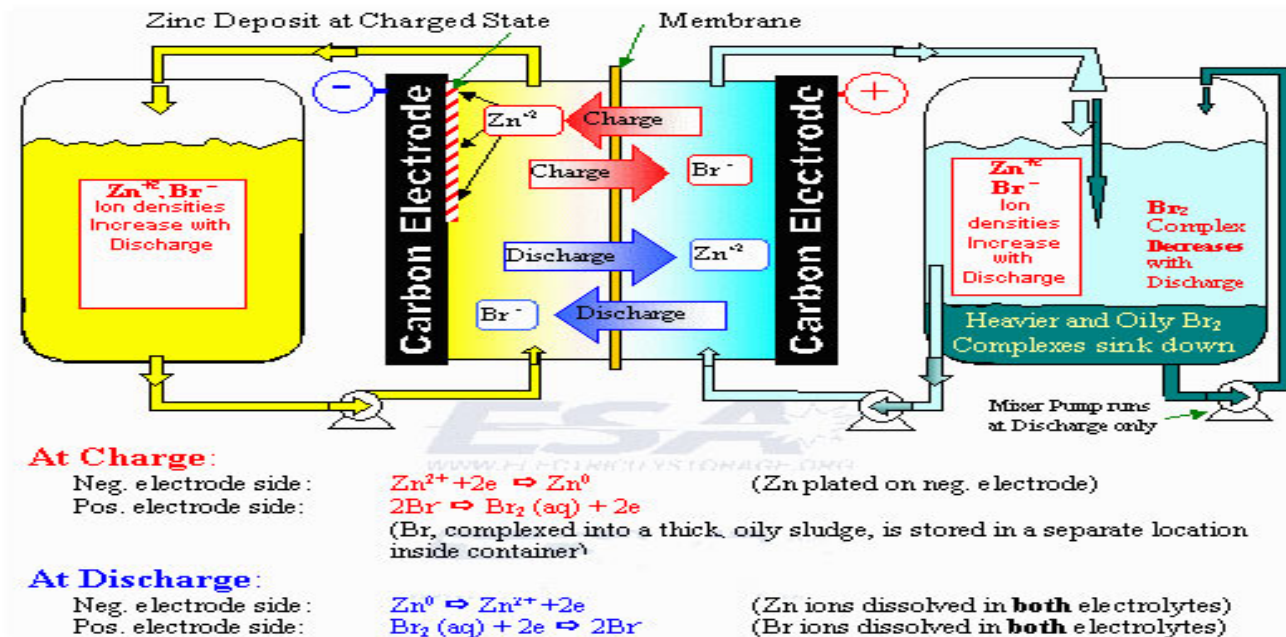 Zinc Deposit at Charged State
Membrane
-
+
Carbon Electrode
Zn+2
Charge
Charge
Br -
Discharge
Zn+2
Br -
Discharge
Carbon Electrode
Zn+2, Br -
Ion densities
Increase with
Discharge
Zn+2
Br -
Ion
densities
Increase
with
Discharge
Br2
Complex
Decreases
with
Discharge
Heavier and Oily Br2
Complexes sink down
Mixer Pump runs
at Discharge only
ESA
WWW.ELECTRICITYSTORAGE.ORG
At Charge:
Neg. electrode side: Zn2+ +2e ⇨ Zn0 (Zn plated on neg. electrode)
Pos. electrode side: 2Br- ⇨ Br2 (aq) + 2e
(Br, complexed into a thick, oily sludge, is stored in a separate location
inside container)
At Discharge:
Neg. electrode side: Zn0 ⇨ Zn2+ +2e (Zn ions dissolved in both electrolytes)
Pos. electrode side: Br2 (aq) + 2e ⇨ 2Br- (Br ions dissolved in both electrolytes)